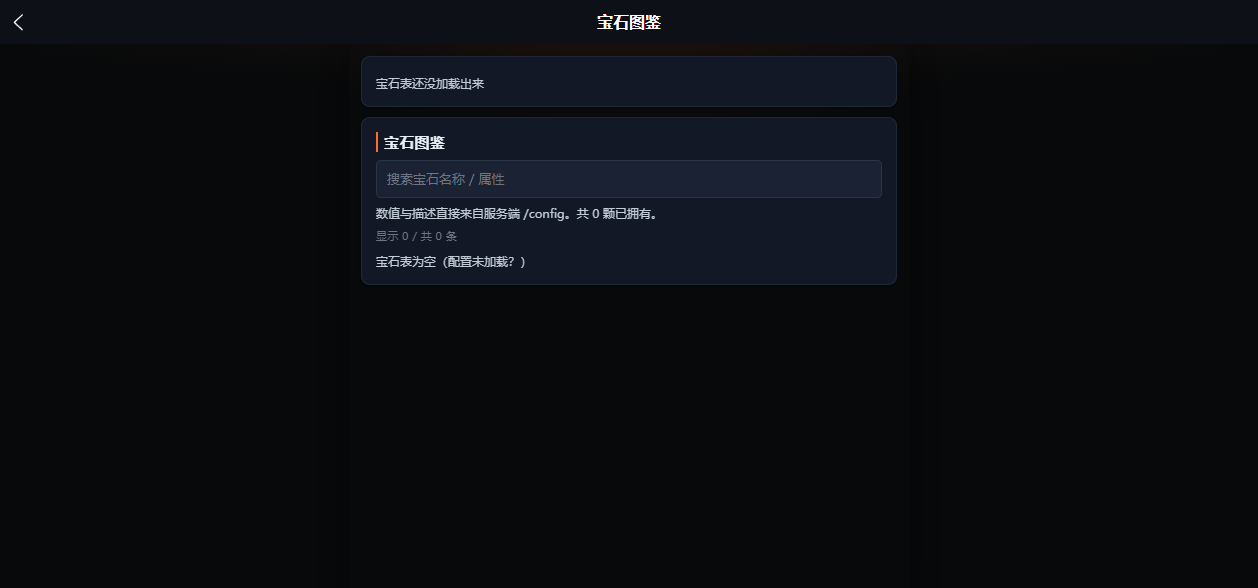 宝石图鉴
宝石表还没加载出来
宝石图鉴
搜索宝石名称 / 属性
数值与描述直接来自服务端 /config。共 0 颗已拥有。
显示 0 / 共 0 条
宝石表为空（配置未加载？）